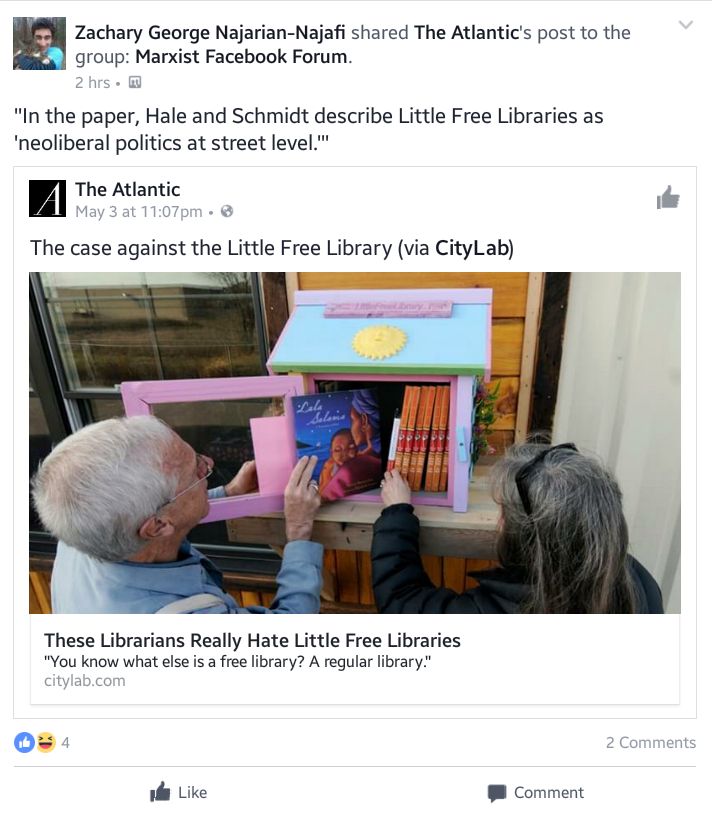 Zachary George Najarian-Najafi shared The Atlantic's post to the
group: Marxist Facebook Forum.
2 hrs •
"In the paper, Hale and Schmidt describe Little Free Libraries as
'neoliberal politics at street level.'"
The Atlantic
May 3 at 11:07pm •
The case against the Little Free Library (via CityLab)
Lala
Salama
These Librarians Really Hate Little Free Libraries
"You know what else is a free library? A regular library."
citylab.com
4
2 Comments
Like
Comment